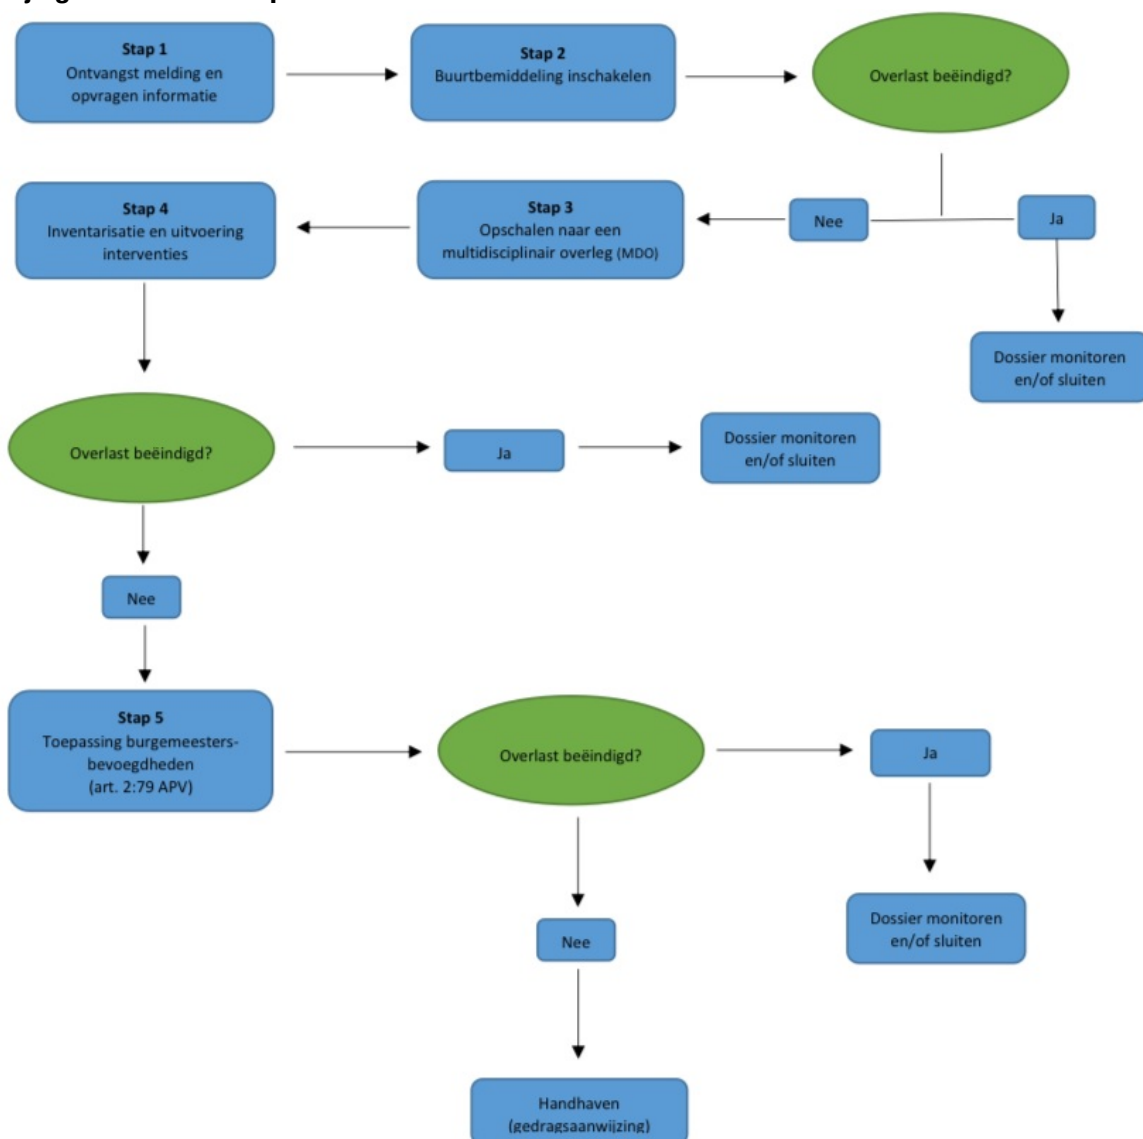 Stap 1
Ontvangst melding en
opvragen informatie
Stap 2
Buurtbemiddeling inschakelen
Overlast beëindigd?
Nee
Ja
Stap 3
Opschalen naar een
multidisciplinair overleg (MDO)
Stap 4
Inventarisatie en uitvoering
interventies
Dossier monitoren
en/of sluiten
Overlast beëindigd?
Ja
Dossier monitoren
en/of sluiten
Nee
Stap 5
Toepassing burgemeesters-
bevoegdheden
(art. 2:79 APV)
Overlast beëindigd?
Ja
Dossier monitoren
en/of sluiten
Nee
Handhaven
(gedragsaanwijzing)